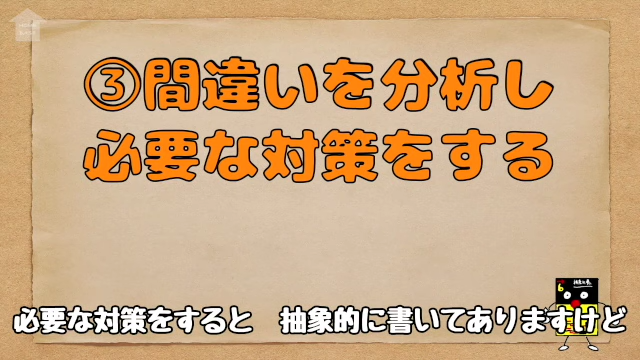 ③間違いを分析し
必要な対策をする
必要な対策をすると　抽象的に書いてありますけど